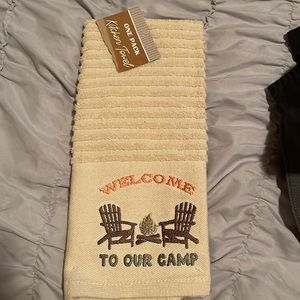 ONE PACK
Kitchen Towel
WELCOME
TO OUR CAMP